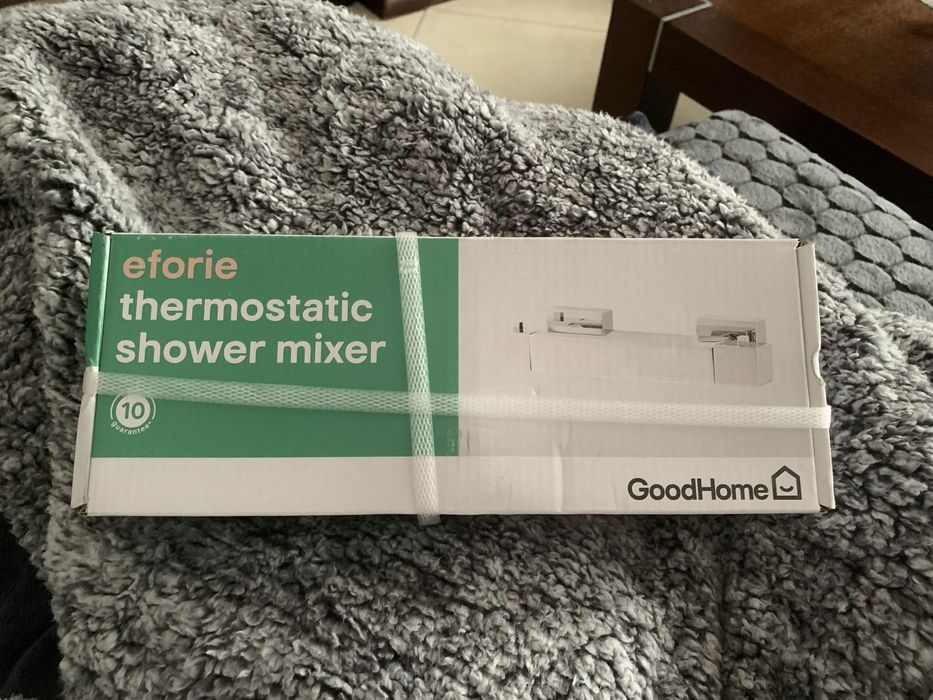 eforie
thermostatic
shower mixer
10
guarantee*
GoodHome